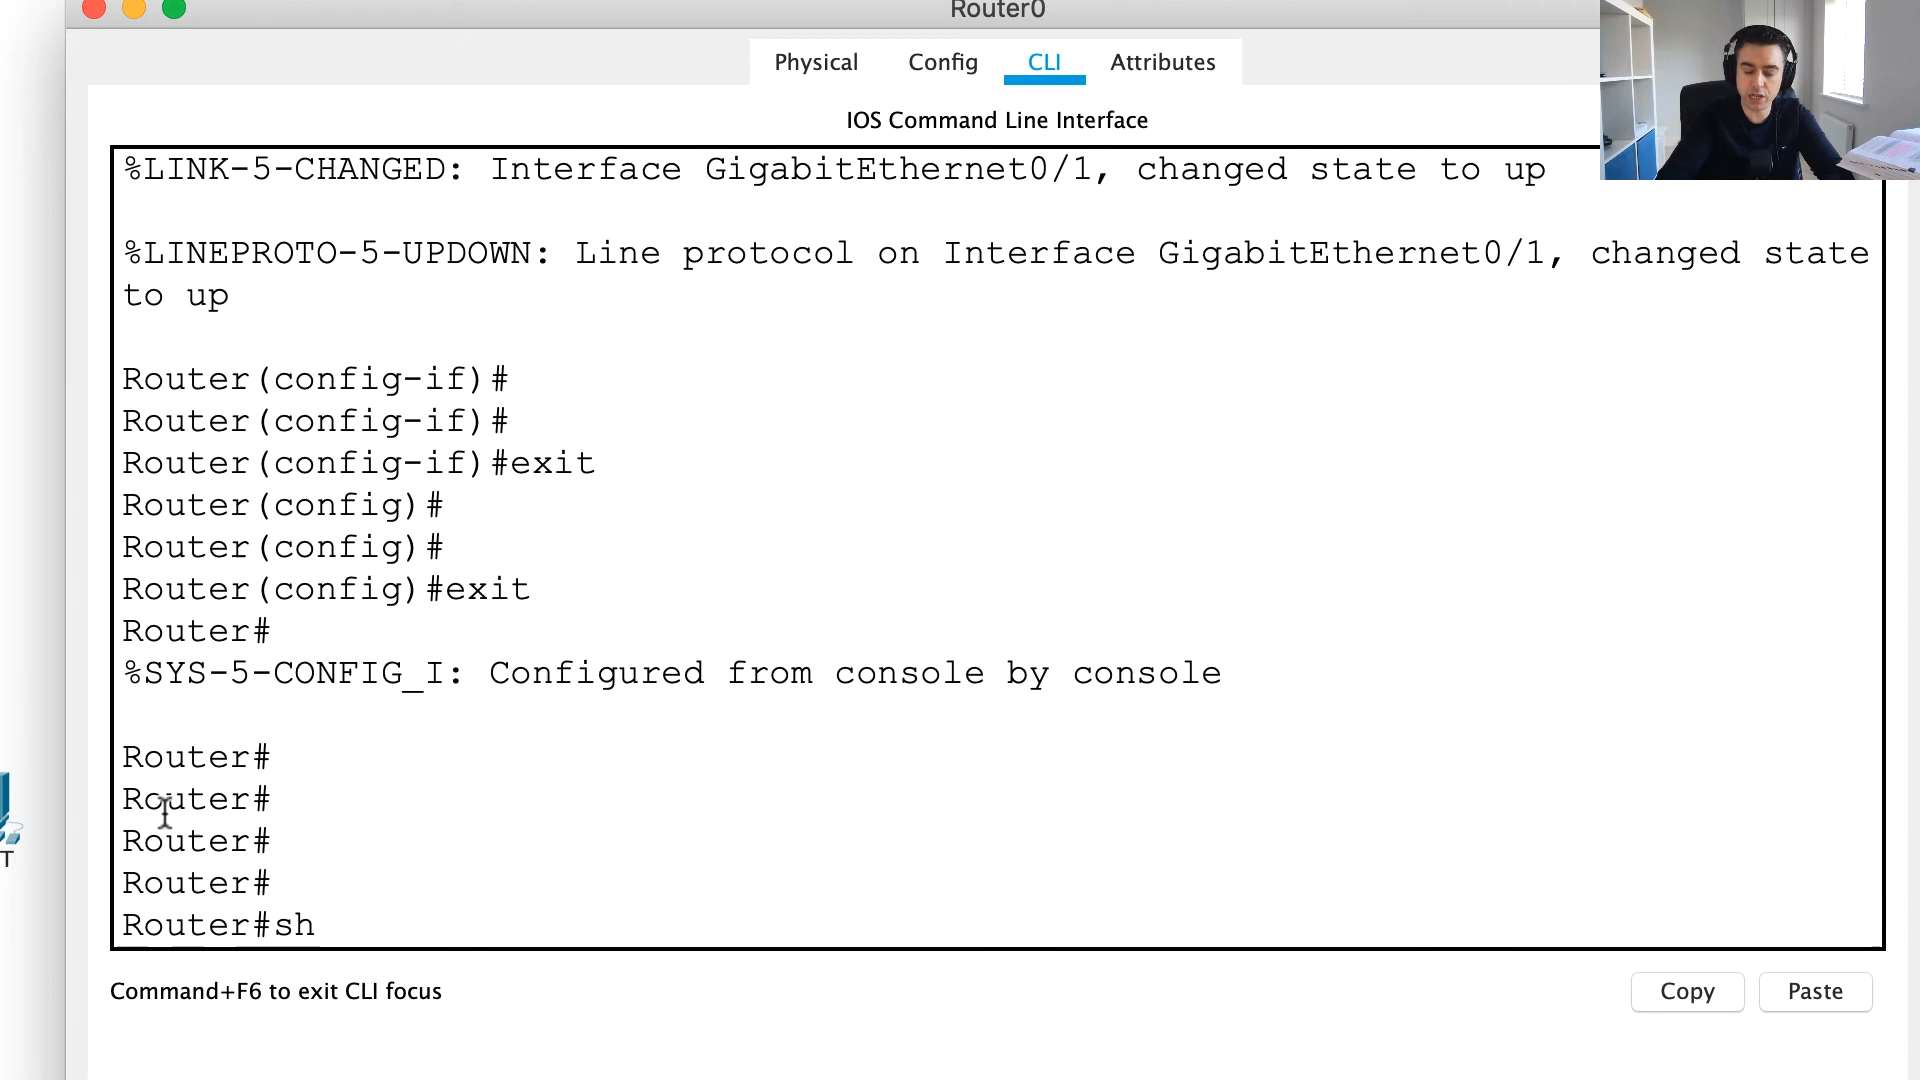 Router0
Physical Config CLI Attributes
IOS Command Line Interface
%LINK-5-CHANGED: Interface GigabitEthernet0/1, changed state to up
%LINEPROTO-5-UPDOWN: Line protocol on Interface GigabitEthernet0/1, changed state
to up
Router(config-if)#
Router(config-if)#
Router(config-if)#exit
Router(config)#
Router(config)#
Router(config)#exit
Router#
%SYS-5-CONFIG_I: Configured from console by console
Router#
Router#
Router#
Router#
Router#sh
T
Command+F6 to exit CLI focus
Copy Paste